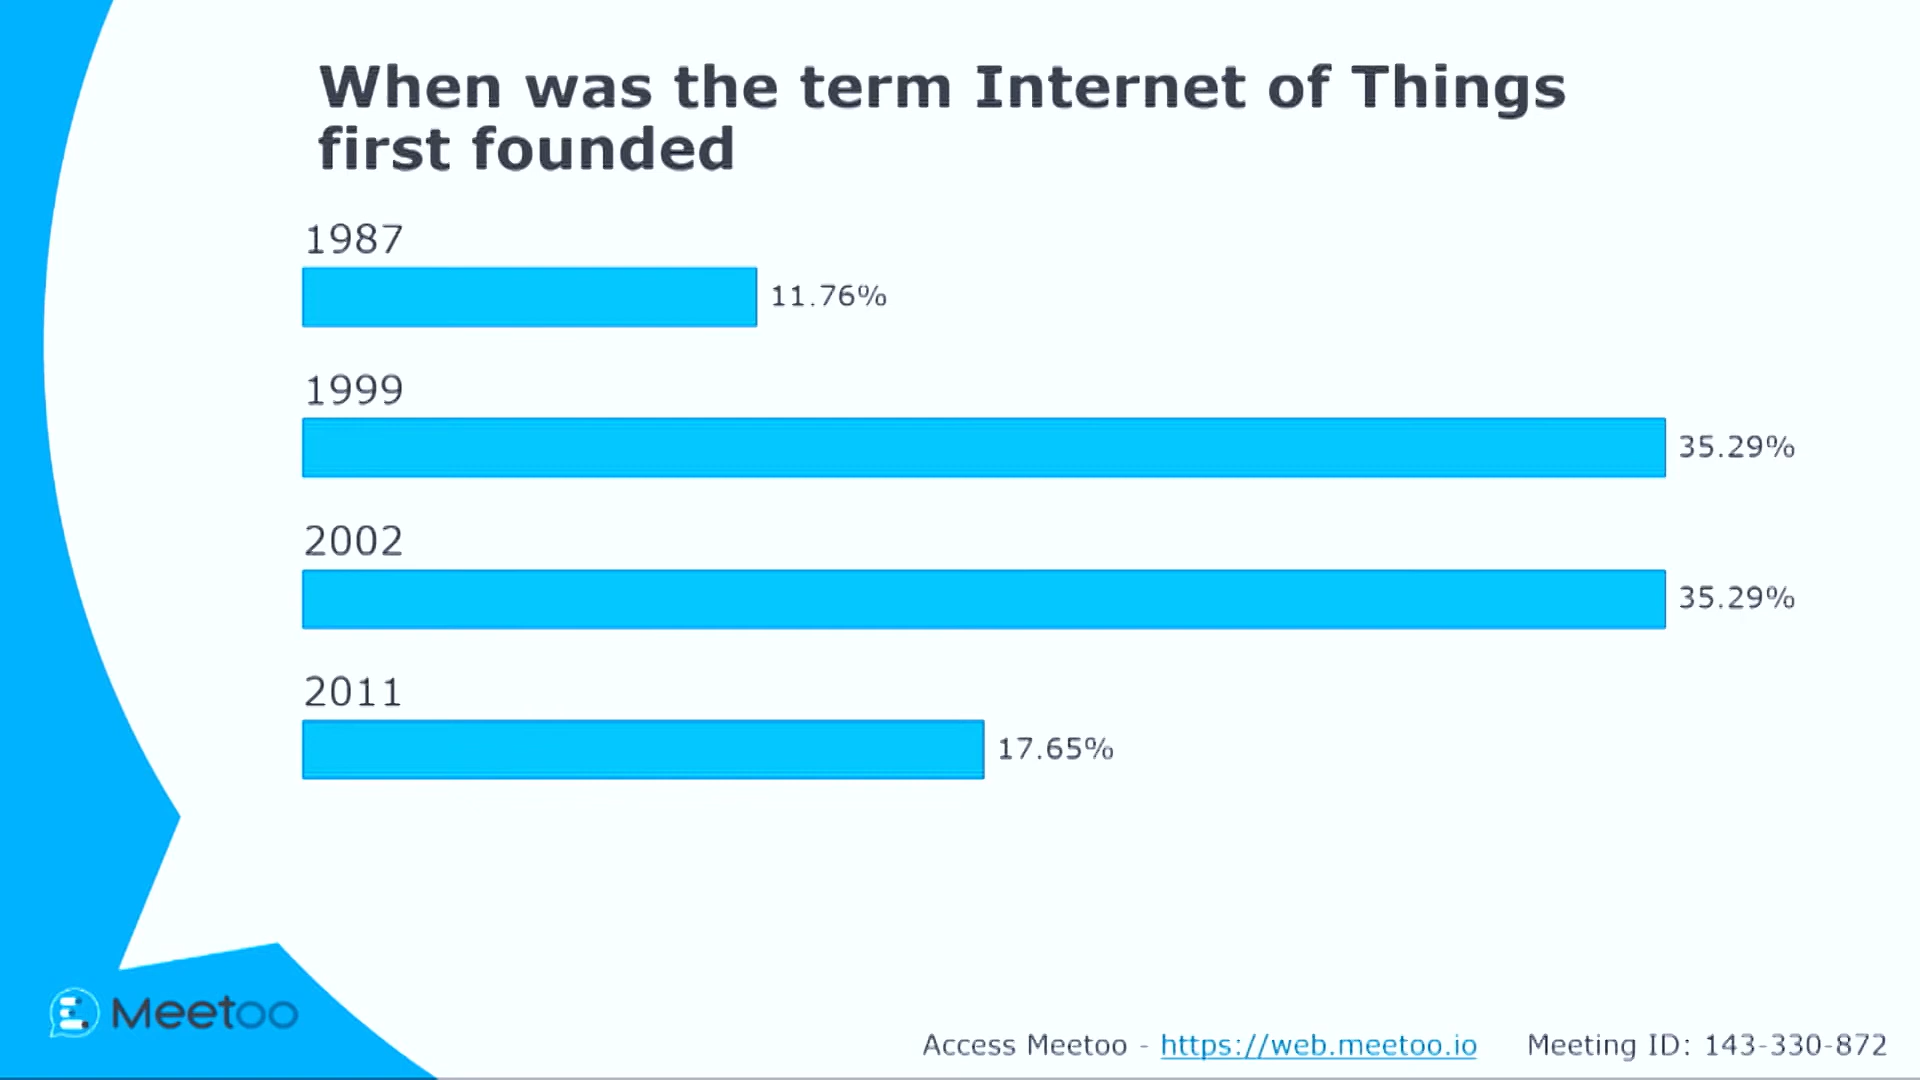 When was the term Internet of Things
first founded
1987
11.76%
1999
35.29%
2002
35.29%
2011
17.65%
Meetoo
Access Meetoo - https://web.meetoo.io Meeting ID: 143-330-872